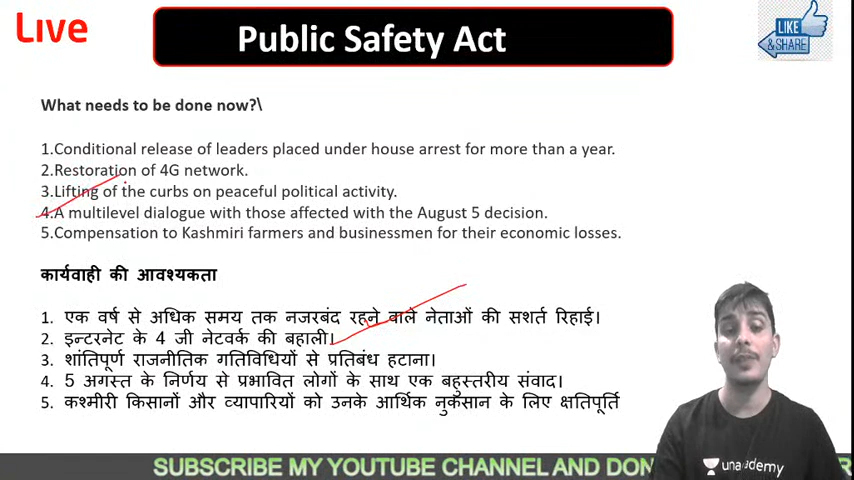 Live
Public Safety Act
LIKE
& SHARE
What needs to be done now?\
1.Conditional release of leaders placed under house arrest for more than a year.
2.Restoration of 4G network.
3.Lifting of the curbs on peaceful political activity.
4.A multilevel dialogue with those affected with the August 5 decision.
5.Compensation to Kashmiri farmers and businessmen for their economic losses.
कार्यवाही की आवश्यकता
1. एक वर्ष से अधिक समय तक नजरबंद रहने वाले नेताओं की सशर्त रिहाई।
2. इन्टरनेट के 4 जी नेटवर्क की बहाली।
3. शांतिपूर्ण राजनीतिक गतिविधियों से प्रतिबंध हटाना।
4. 5 अगस्त के निर्णय से प्रभावित लोगों के साथ एक बहुस्तरीय संवाद।
5. कश्मीरी किसानों और व्यापारियों को उनके आर्थिक नुकसान के लिए क्षतिपूर्ति
unacademy
SUBSCRIBE MY YOUTUBE CHANNEL AND DON